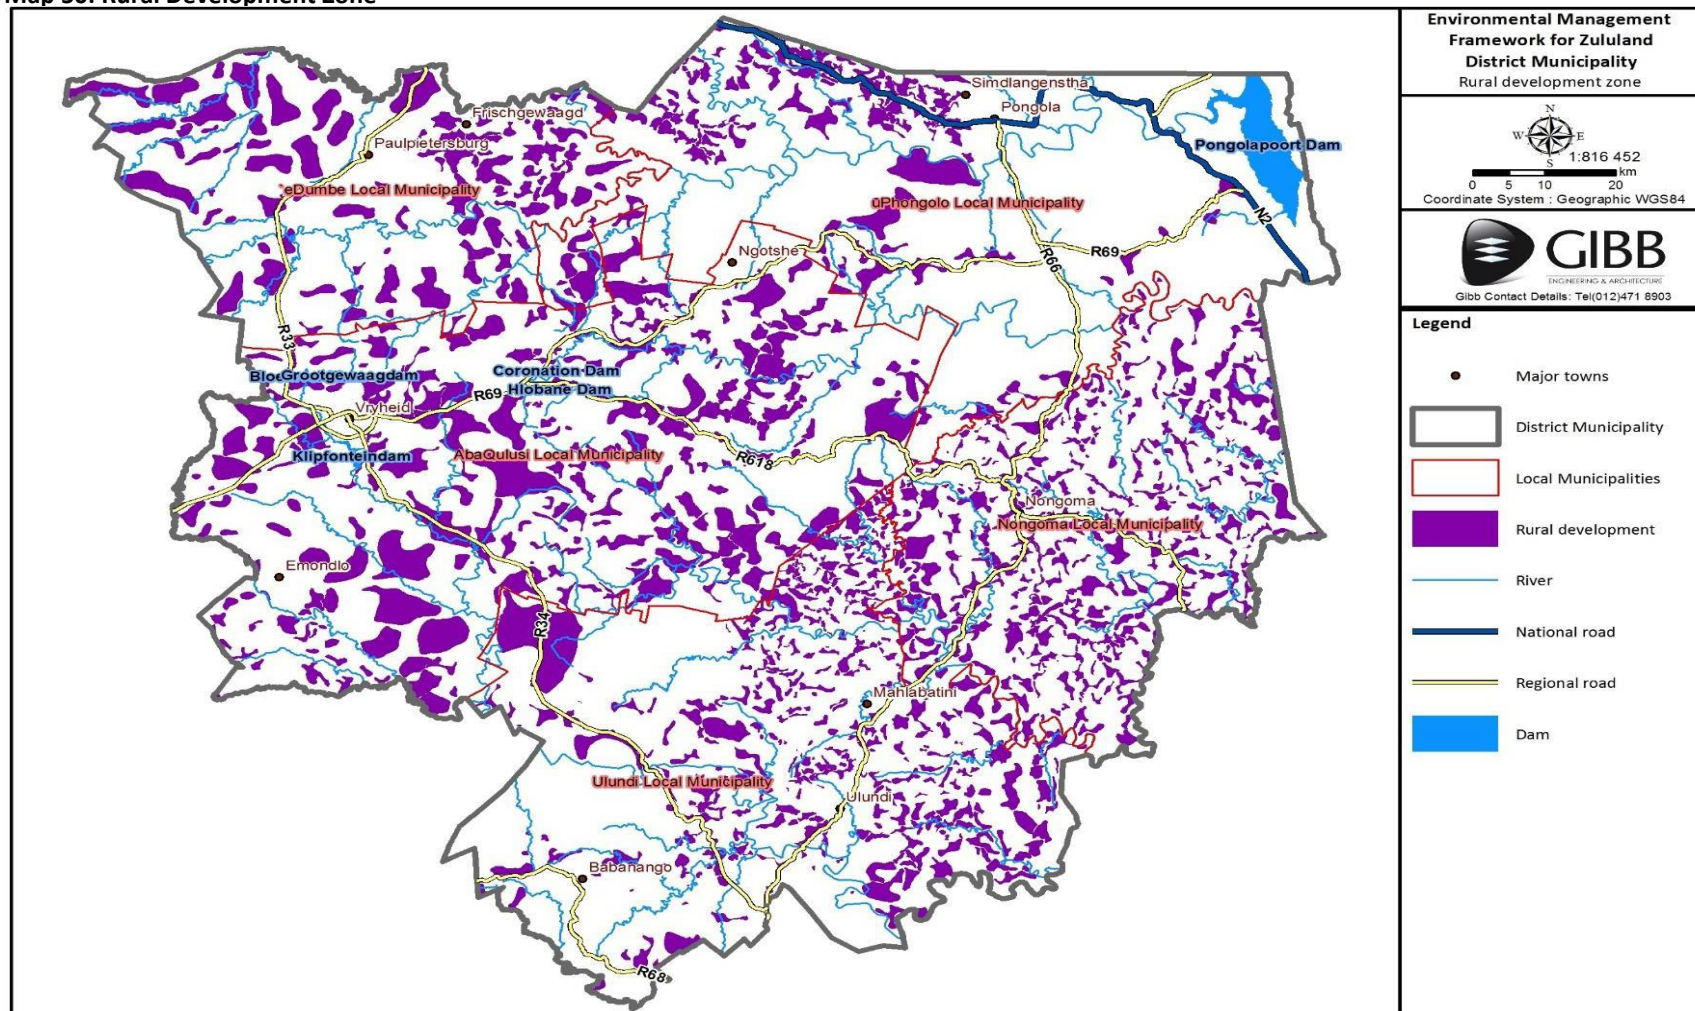 Map 50: Rural Development Zone
Environmental Management
Framework for Zululand
District Municipality
Rural development zone
N
W E
S
1:816 452
km
0 5 10 20
Coordinate System : Geographic WGS84
GIBB
ENGINEERING & ARCHITECTURE
Gibb Contact Details: Tel(012)471 8903
Legend
Major towns
District Municipality
Local Municipalities
Rural development
River
National road
Regional road
Dam
Simdlangenstha
Pongola
Frischgewaagd
Paulpietersburg
Pongolapoort Dam
eDumbe Local Municipality
uPhongolo Local Municipality
N2
Ngotshe
R69
R66
R33
Coronation Dam
Grootgewaagdam
Hlobane Dam
R69
Vryheid
Klipfonteindam
AbaQulusi Local Municipality
R618
Nongoma
Nongoma Local Municipality
Emondlo
R34
Mahlabatini
Ulundi Local Municipality
Ulundi
Babanango
R68